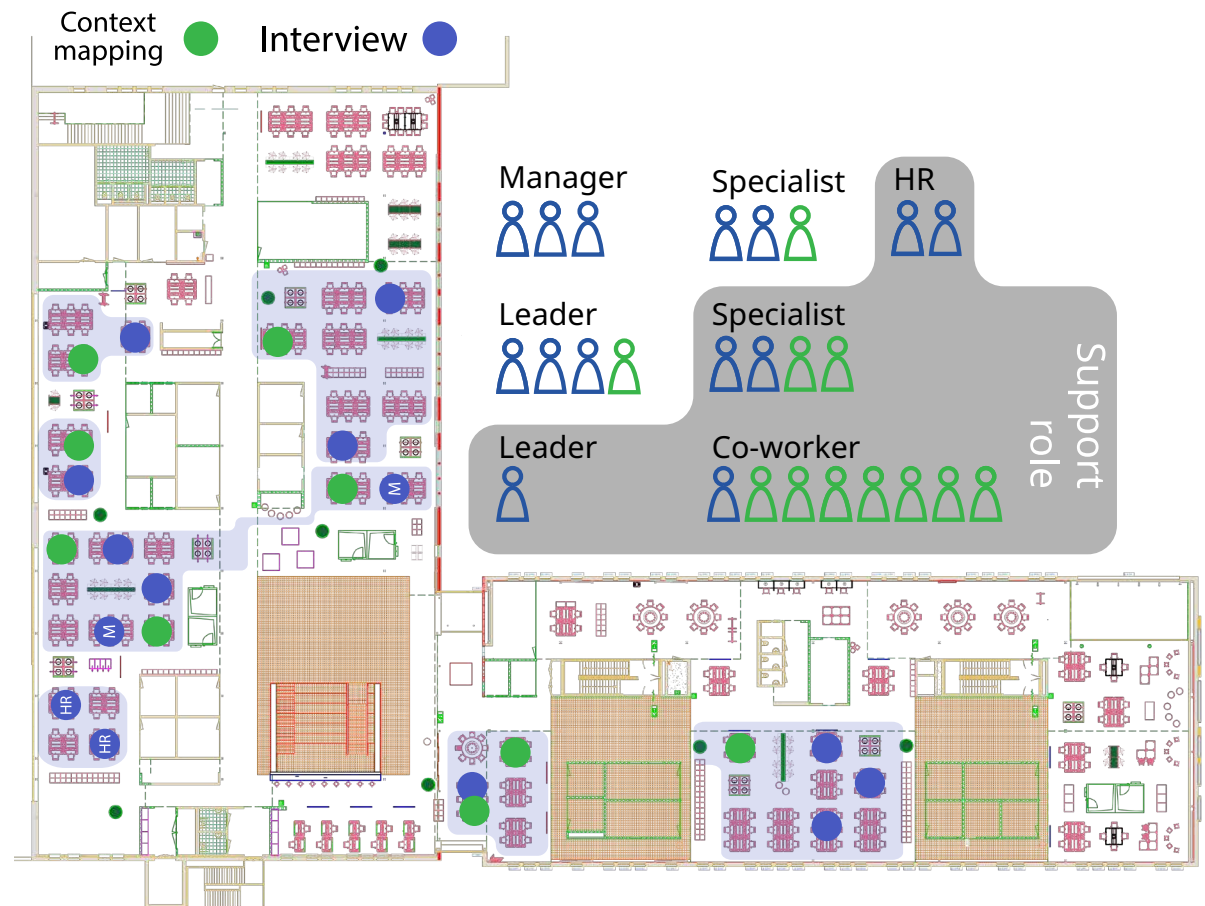 Context
mapping
Interview
Manager
Specialist
HR
Leader
Specialist
Support
role
Leader
Co-worker
M
M
HR
HR